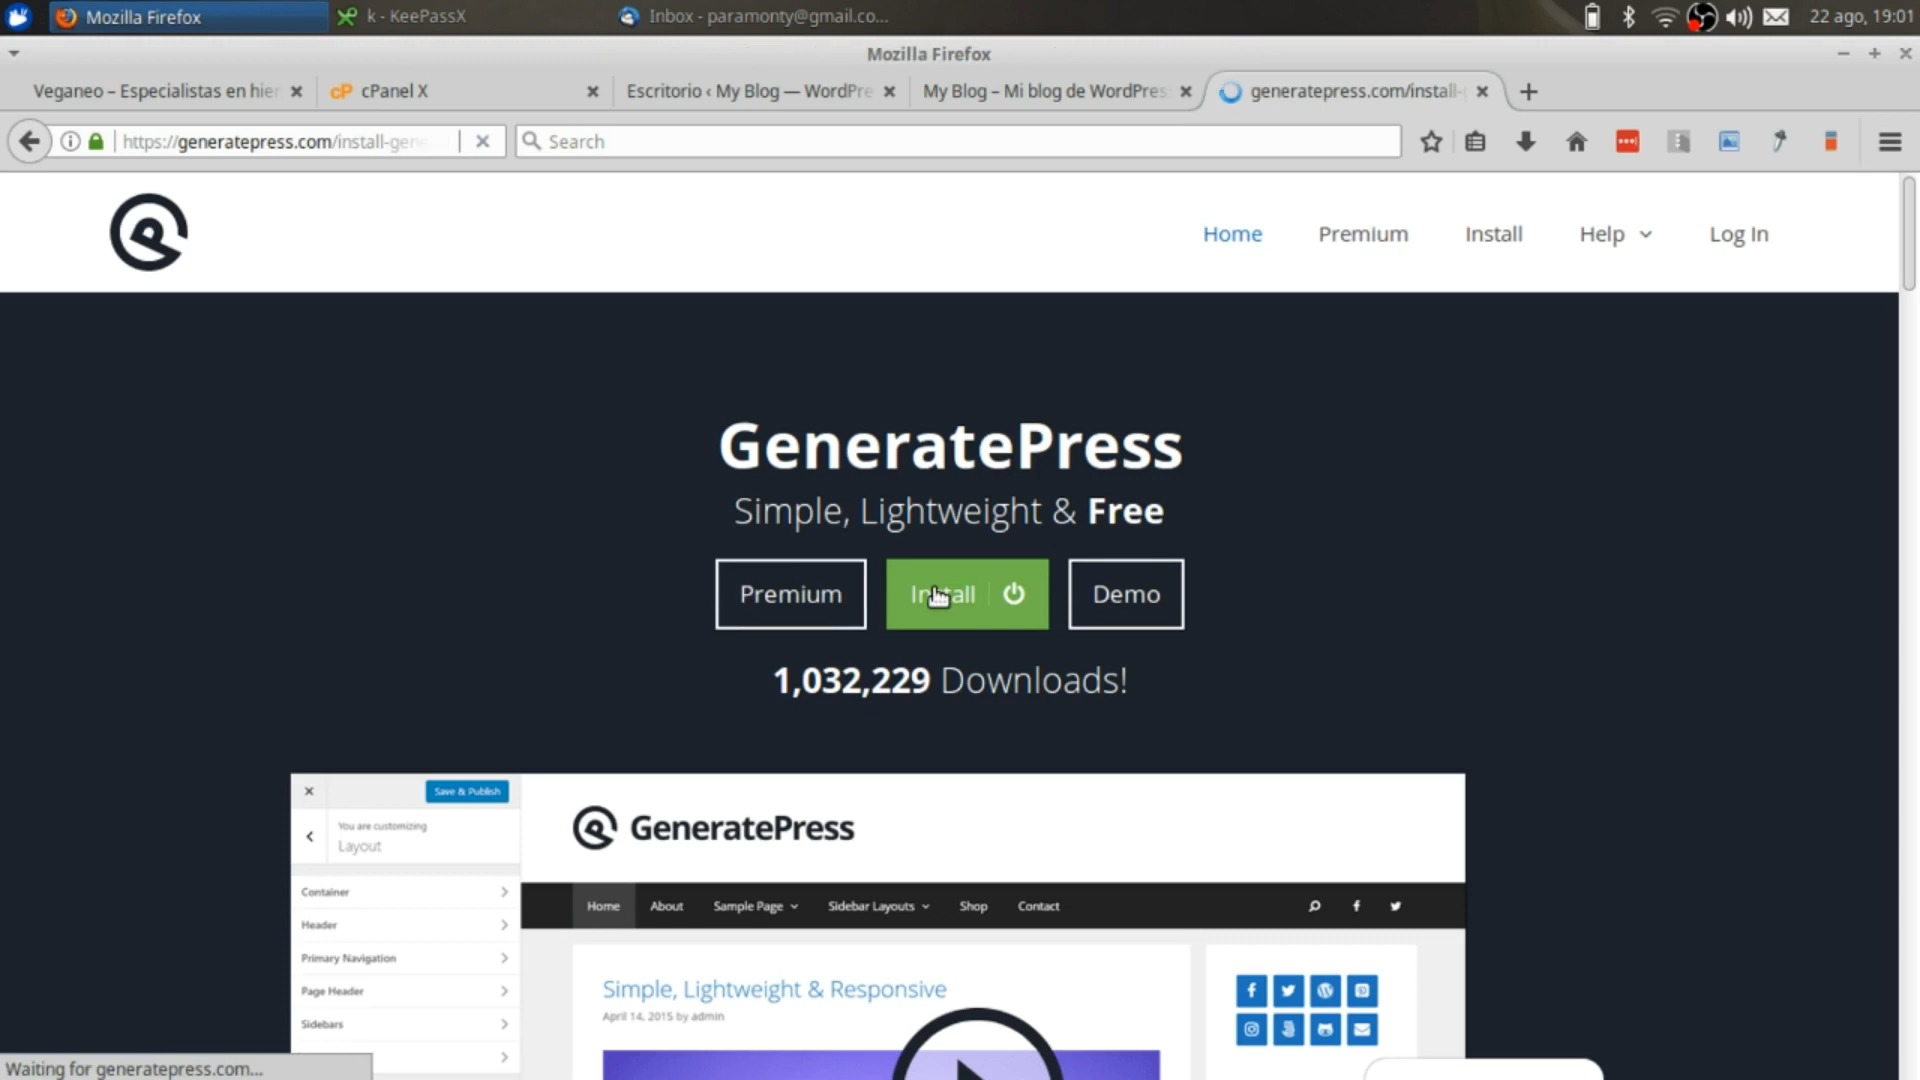 Mozilla Firefox
k - KeePassX
Inbox - paramonty@gmail.co...
22 ago, 19:01
Mozilla Firefox
Veganeo – Especialistas en hier
cP cPanel X
Escritorio ‹ My Blog — WordPre
My Blog – Mi blog de WordPres
generatepress.com/install-
https://generatepress.com/install-gene
Search
Home
Premium
Install
Help
Log In
GeneratePress
Simple, Lightweight & Free
Premium
Install
Demo
1,032,229 Downloads!
Save & Publish
You are customizing
Layout
GeneratePress
Container
Header
Primary Navigation
Page Header
Sidebars
Home
About
Sample Page
Sidebar Layouts
Shop
Contact
Simple, Lightweight & Responsive
April 14, 2015 by admin
Waiting for generatepress.com...